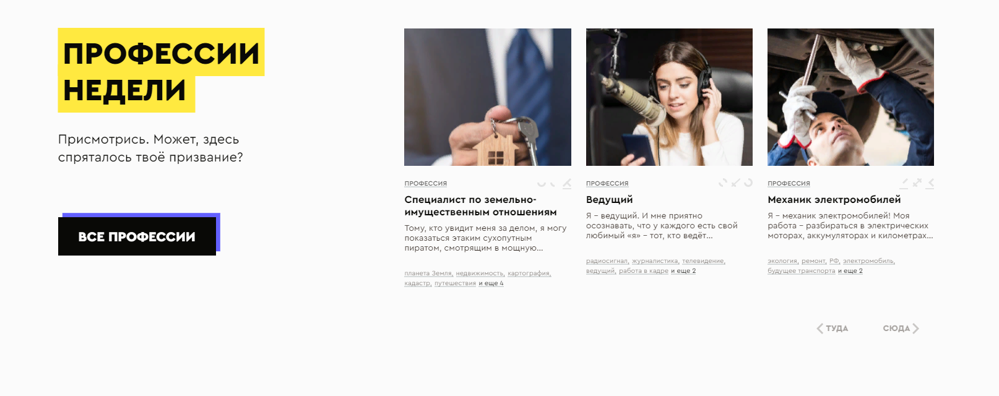 ПРОФЕССИИ
НЕДЕЛИ
Присмотрись. Может, здесь
спряталось твоё призвание?
ВСЕ ПРОФЕССИИ
ПРОФЕССИЯ
Специалист по земельно-
имущественным отношениям
Тому, кто увидит меня за делом, я могу
показаться этаким сухопутным
пиратом, смотрящим в мощную...
планета Земля, недвижимость, картография,
кадастр, путешествия и еще 4
ПРОФЕССИЯ
Ведущий
Я – ведущий. И мне приятно
осознавать, что у каждого есть свой
любимый «я» – тот, кто ведёт...
радиосигнал, журналистика, телевидение,
ведущий, работа в кадре и еще 2
ПРОФЕССИЯ
Механик электромобилей
Я – механик электромобилей! Моя
работа – разбираться в электрических
моторах, аккумуляторах и километрах...
экология, ремонт, РФ, электромобиль,
будущее транспорта и еще 2
ТУДА
СЮДА